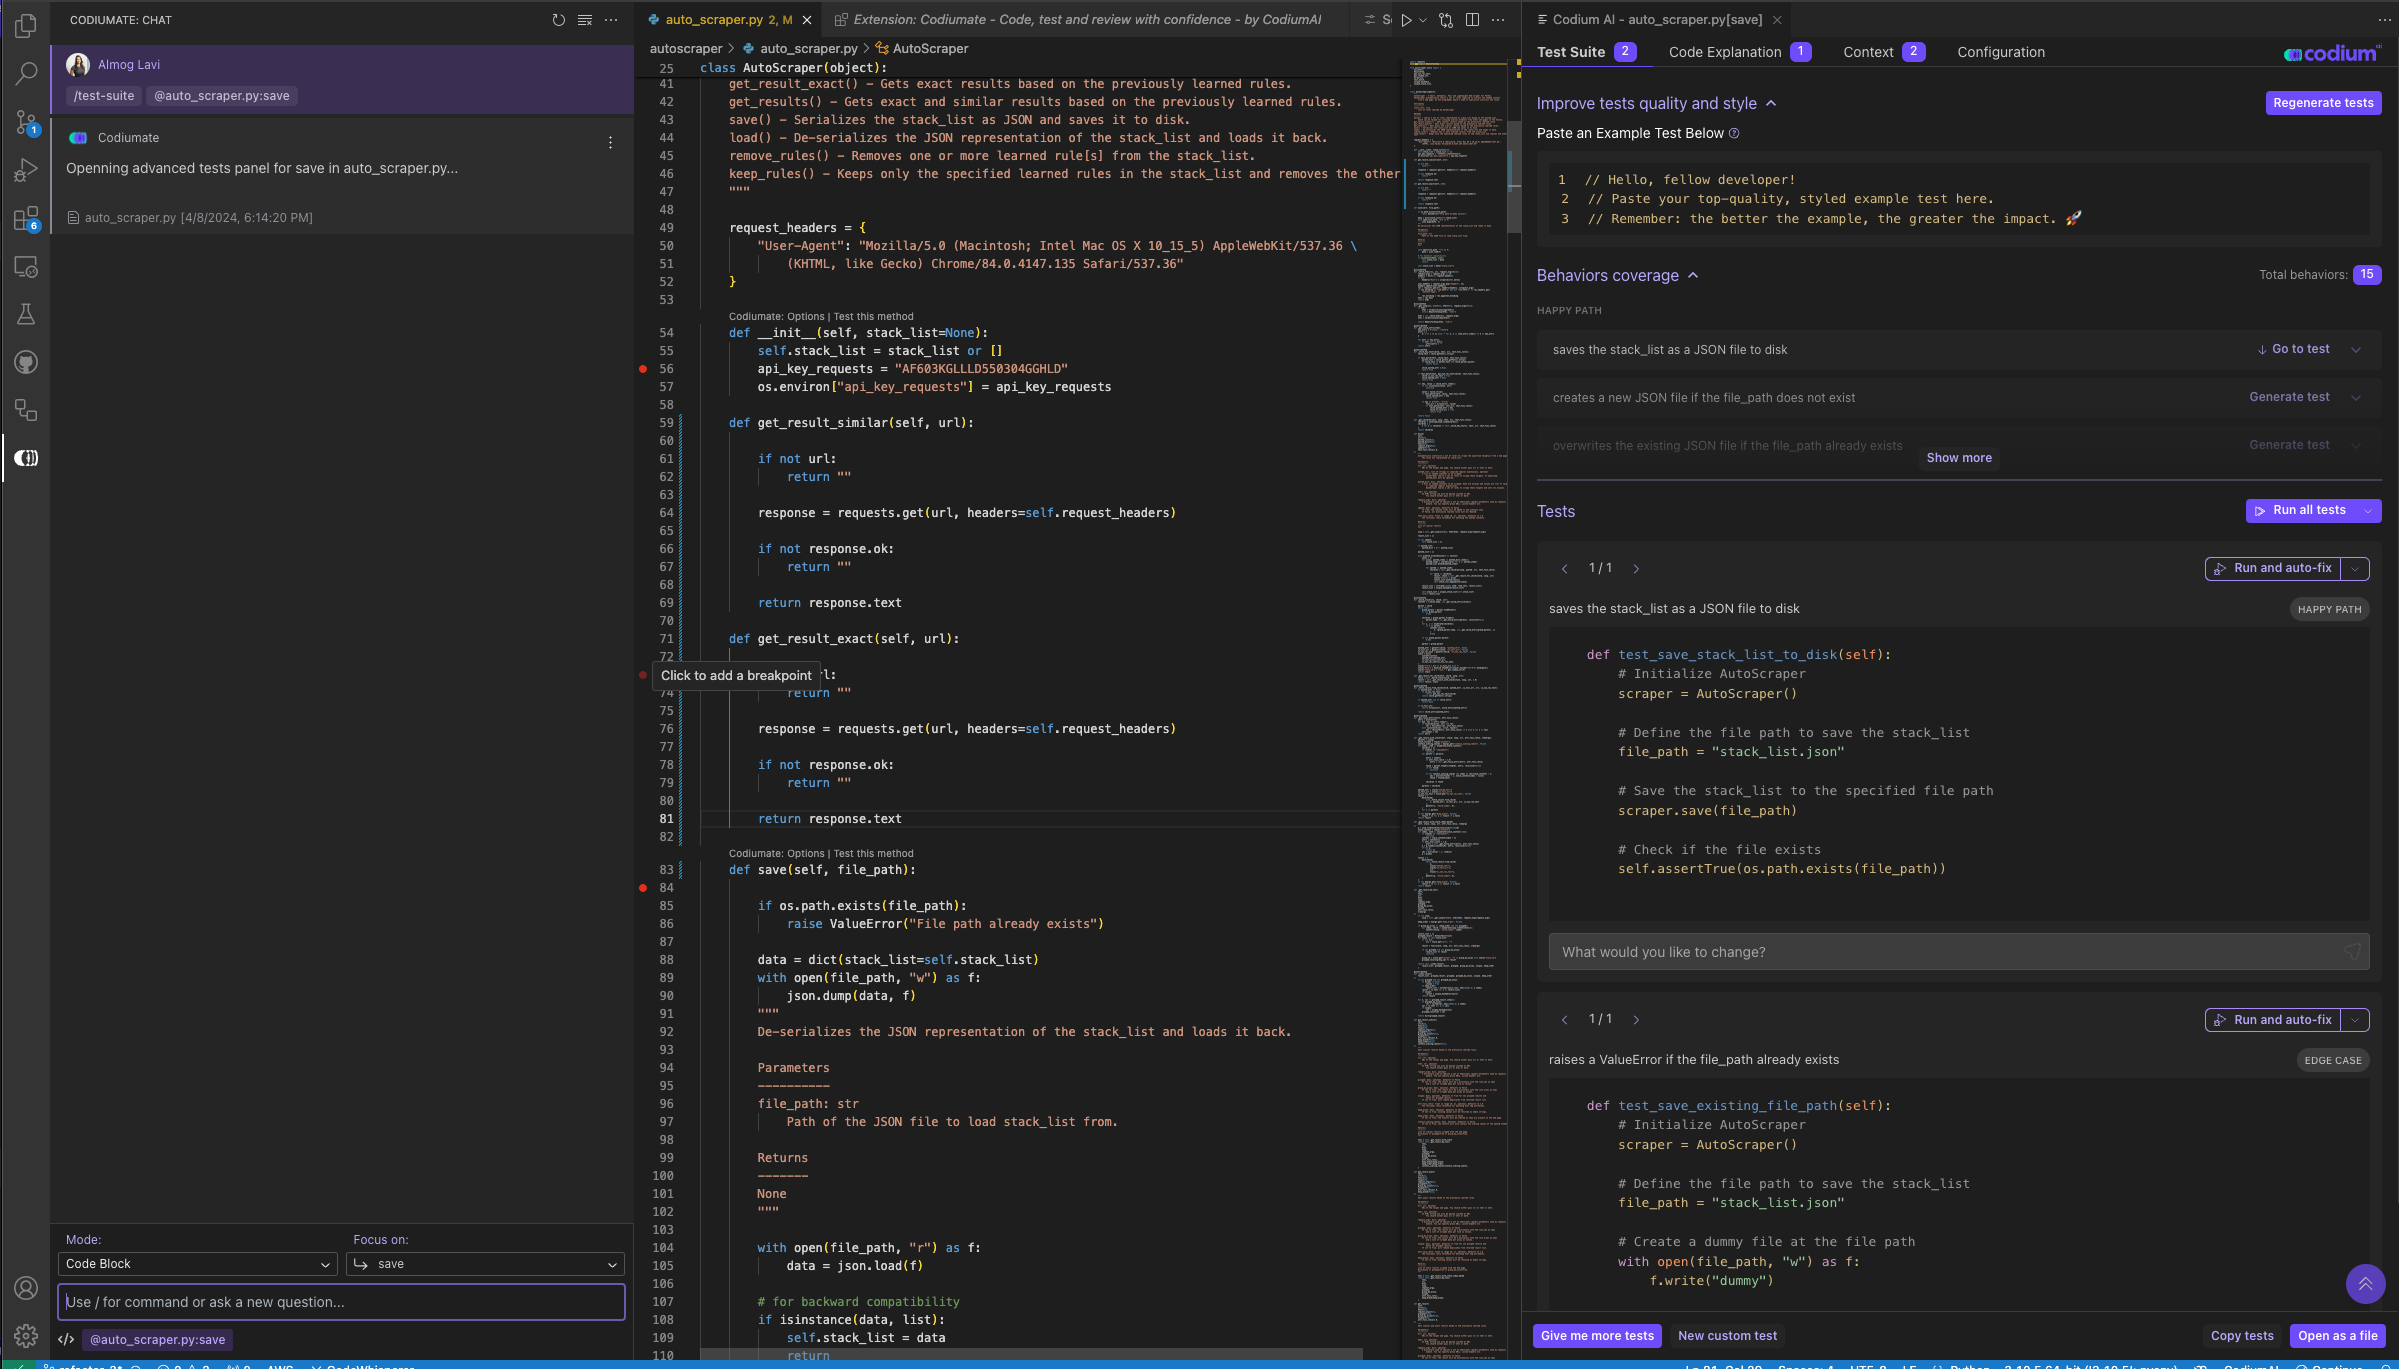 CODIUMATE: CHAT
Almog Lavi
/test-suite @auto_scraper.py:save
Codiumate
Openning advanced tests panel for save in auto_scraper.py...
auto_scraper.py [4/8/2024, 6:14:20 PM]
1
6
Mode:
Focus on:
Code Block
save
Use / for command or ask a new question...
@auto_scraper.py:save
auto_scraper.py 2, M
Extension: Codiumate - Code, test and review with confidence - by CodiumAI
autoscraper > auto_scraper.py > AutoScraper
25 class AutoScraper(object):
41 get_result_exact() – Gets exact results based on the previously learned rules.
42 get_results() – Gets exact and similar results based on the previously learned rules.
43 save() – Serializes the stack_list as JSON and saves it to disk.
44 load() – De-serializes the JSON representation of the stack_list and loads it back.
45 remove_rules() – Removes one or more learned rule[s] from the stack_list.
46 keep_rules() – Keeps only the specified learned rules in the stack_list and removes the other
47 """
48
49 request_headers = {
50 "User-Agent": "Mozilla/5.0 (Macintosh; Intel Mac OS X 10_15_5) AppleWebKit/537.36 \
51 (KHTML, like Gecko) Chrome/84.0.4147.135 Safari/537.36"
52 }
53
Codiumate: Options | Test this method
54 def __init__(self, stack_list=None):
55 self.stack_list = stack_list or []
56 api_key_requests = "AF603KGLLLD550304GGHLD"
57 os.environ["api_key_requests"] = api_key_requests
58
59 def get_result_similar(self, url):
60
61 if not url:
62 return ""
63
64 response = requests.get(url, headers=self.request_headers)
65
66 if not response.ok:
67 return ""
68
69 return response.text
70
71 def get_result_exact(self, url):
72
Click to add a breakpoint
rl:
74 return ""
75
76 response = requests.get(url, headers=self.request_headers)
77
78 if not response.ok:
79 return ""
80
81 return response.text
82
Codiumate: Options | Test this method
83 def save(self, file_path):
84
85 if os.path.exists(file_path):
86 raise ValueError("File path already exists")
87
88 data = dict(stack_list=self.stack_list)
89 with open(file_path, "w") as f:
90 json.dump(data, f)
91 """
92 De-serializes the JSON representation of the stack_list and loads it back.
93
94 Parameters
95 ----------
96 file_path: str
97 Path of the JSON file to load stack_list from.
98
99 Returns
100 -------
101 None
102 """
103
104 with open(file_path, "r") as f:
105 data = json.load(f)
106
107 # for backward compatibility
108 if isinstance(data, list):
109 self.stack_list = data
110 return
Codium AI - auto_scraper.py[save]
Test Suite 2 Code Explanation 1 Context 2 Configuration
codium ai
Improve tests quality and style
Regenerate tests
Paste an Example Test Below
1 // Hello, fellow developer!
2 // Paste your top-quality, styled example test here.
3 // Remember: the better the example, the greater the impact. 🚀
Behaviors coverage
Total behaviors: 15
HAPPY PATH
saves the stack_list as a JSON file to disk
Go to test
creates a new JSON file if the file_path does not exist
Generate test
overwrites the existing JSON file if the file_path already exists
Generate test
Show more
Tests
Run all tests
1 / 1
Run and auto-fix
saves the stack_list as a JSON file to disk
HAPPY PATH
def test_save_stack_list_to_disk(self):
# Initialize AutoScraper
scraper = AutoScraper()
# Define the file path to save the stack_list
file_path = "stack_list.json"
# Save the stack_list to the specified file path
scraper.save(file_path)
# Check if the file exists
self.assertTrue(os.path.exists(file_path))
What would you like to change?
1 / 1
Run and auto-fix
raises a ValueError if the file_path already exists
EDGE CASE
def test_save_existing_file_path(self):
# Initialize AutoScraper
scraper = AutoScraper()
# Define the file path to save the stack_list
file_path = "stack_list.json"
# Create a dummy file at the file path
with open(file_path, "w") as f:
f.write("dummy")
Give me more tests
New custom test
Copy tests
Open as a file